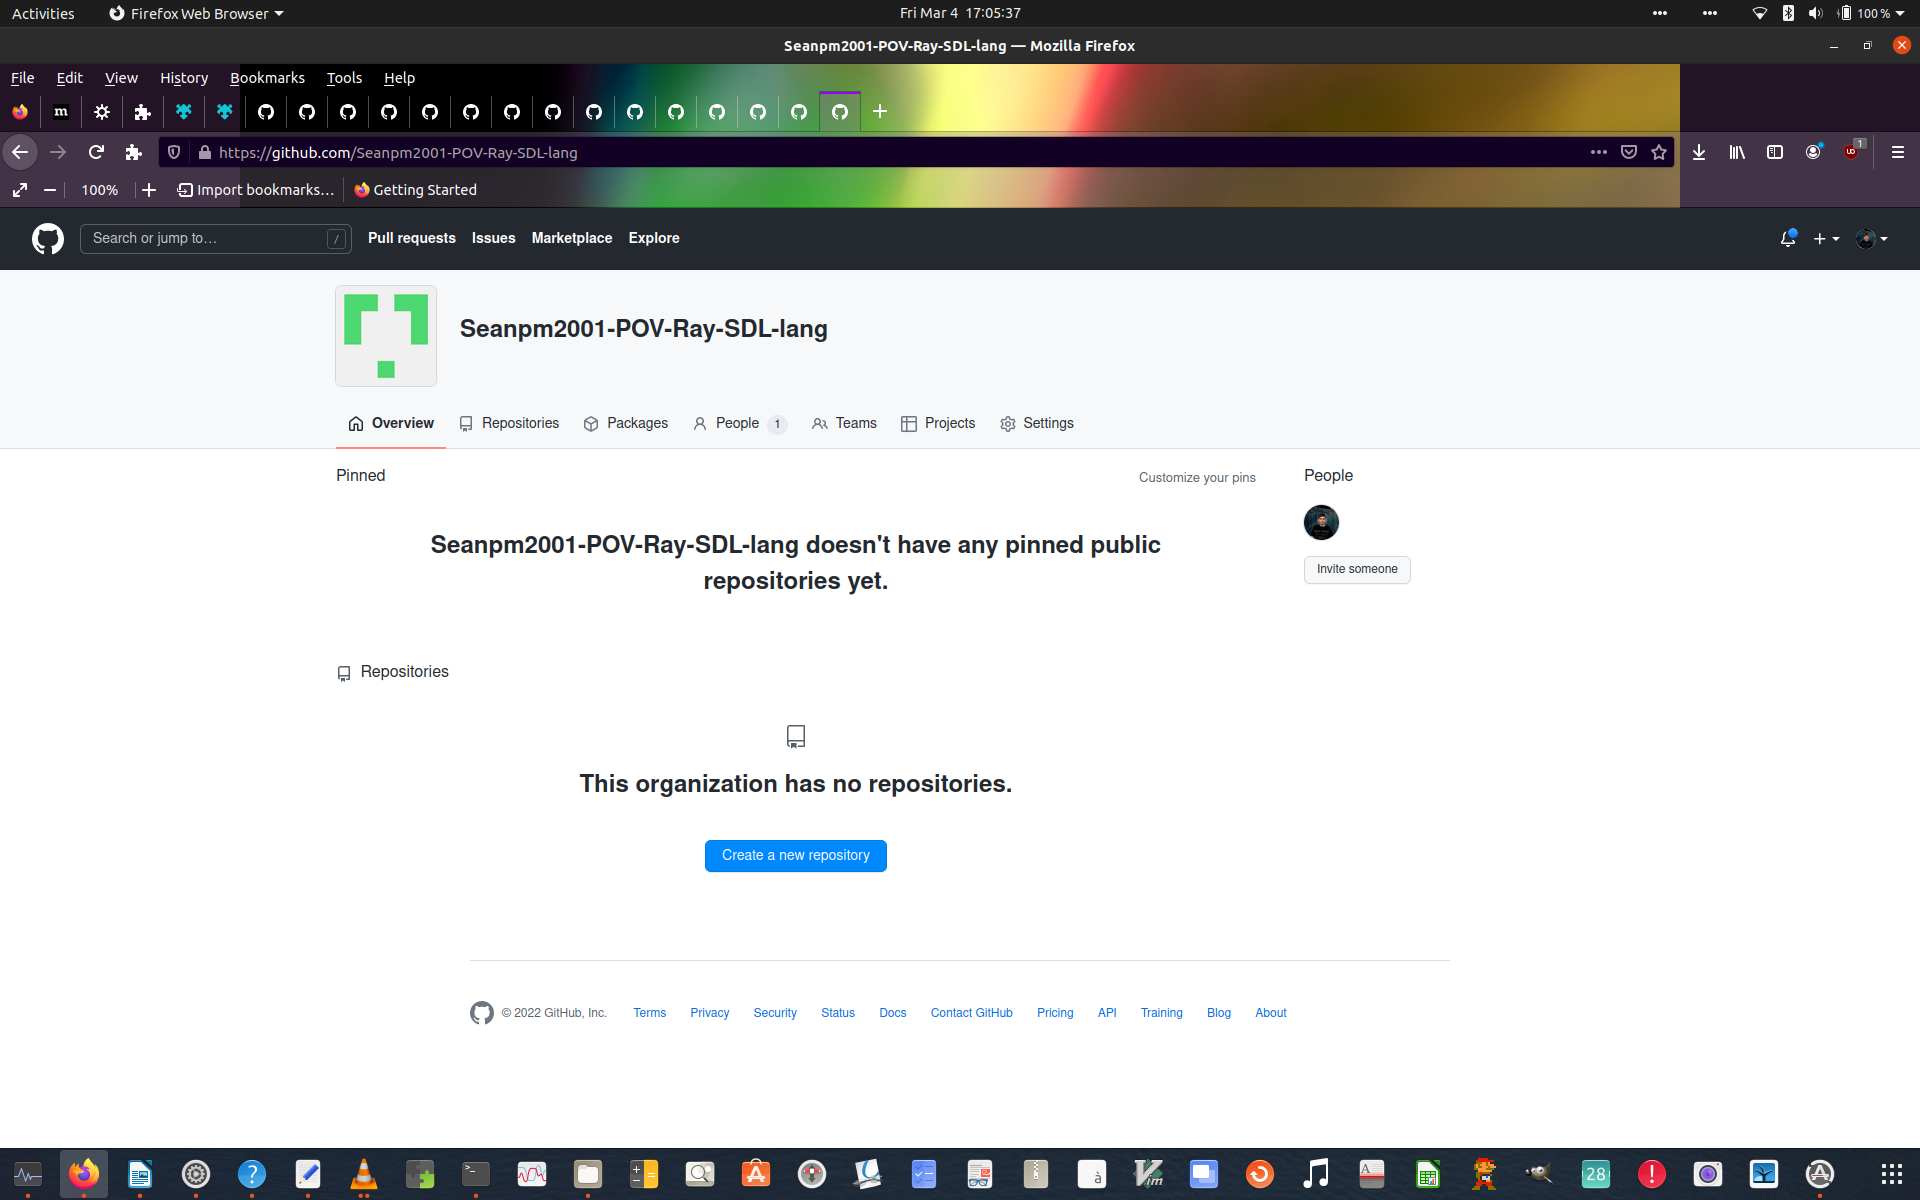 Activities
Firefox Web Browser
Fri Mar 4 17:05:37
100 %
Seanpm2001-POV-Ray-SDL-lang — Mozilla Firefox
File Edit View History Bookmarks Tools Help
m
https://github.com/Seanpm2001-POV-Ray-SDL-lang
1
100%
Import bookmarks...
Getting Started
Search or jump to...
/
Pull requests Issues Marketplace Explore
Seanpm2001-POV-Ray-SDL-lang
Overview Repositories Packages People 1 Teams Projects Settings
Pinned
Customize your pins
People
Seanpm2001-POV-Ray-SDL-lang doesn't have any pinned public
repositories yet.
Invite someone
Repositories
This organization has no repositories.
Create a new repository
© 2022 GitHub, Inc. Terms Privacy Security Status Docs Contact GitHub Pricing API Training Blog About
?
>_
à
Vim
A
28
!